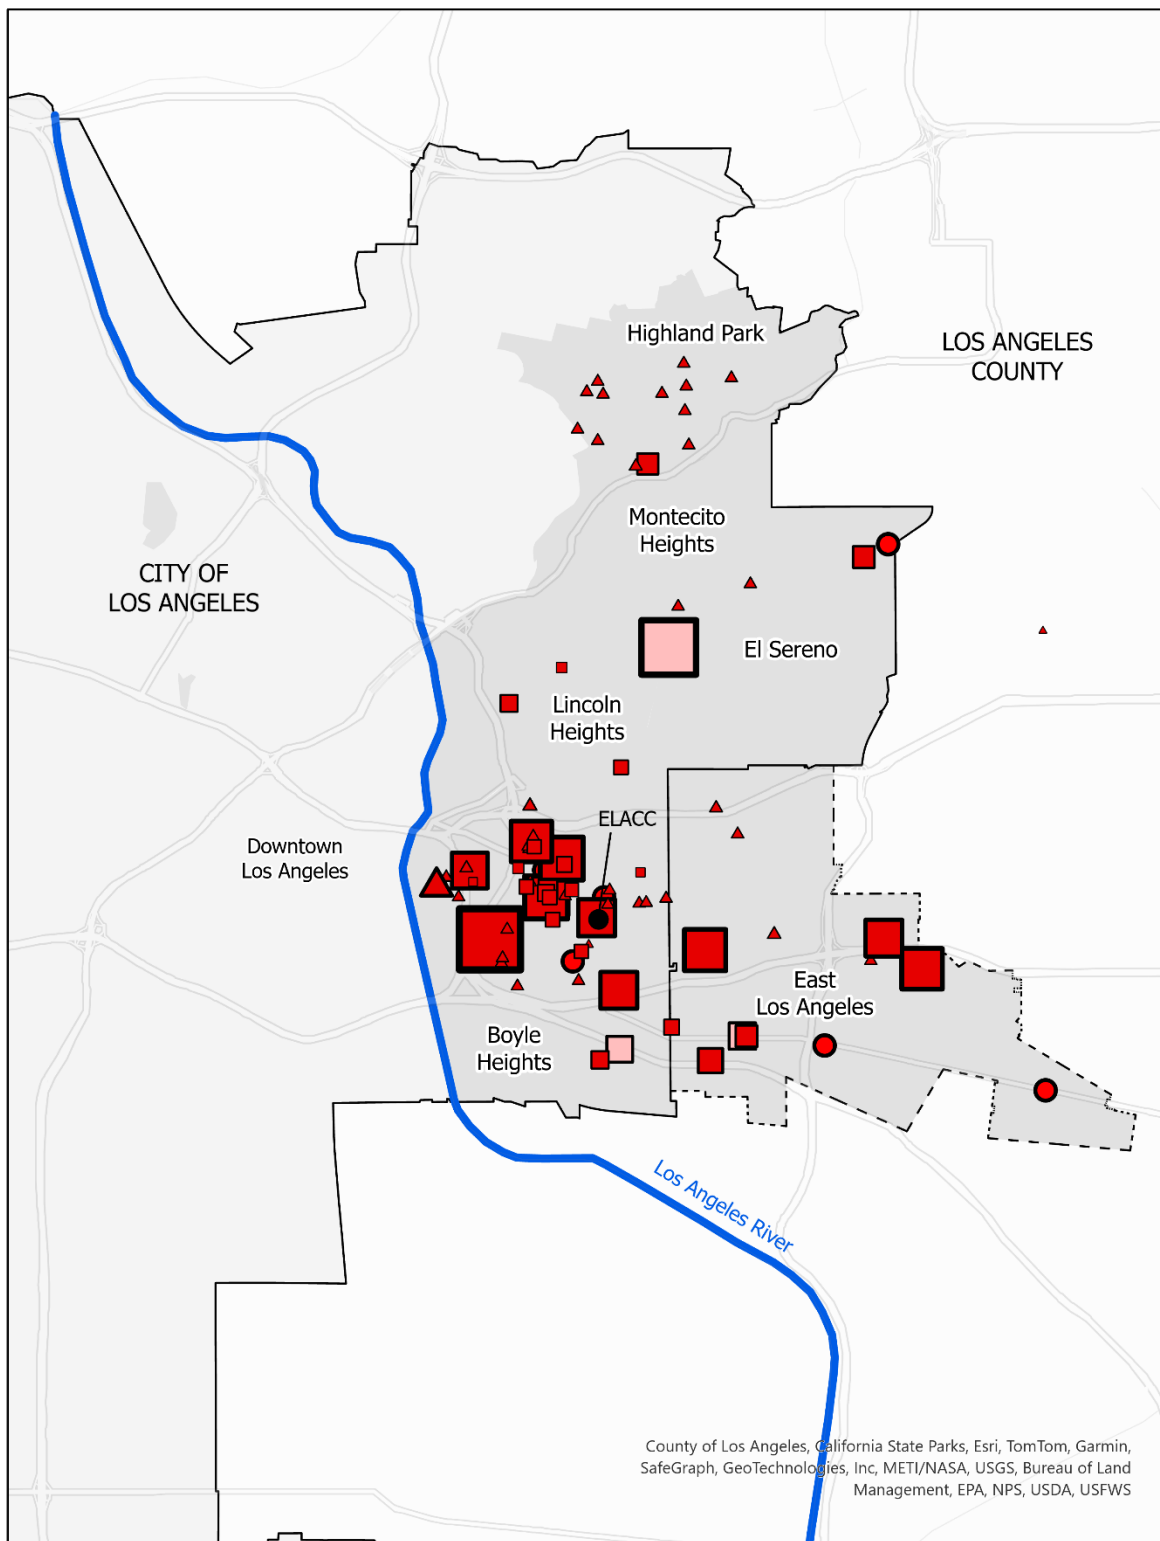 Highland Park
LOS ANGELES
COUNTY
Montecito
Heights
CITY OF
LOS ANGELES
El Sereno
Lincoln
Heights
ELACC
Downtown
Los Angeles
East
Los Angeles
Boyle
Heights
Los Angeles River
County of Los Angeles, California State Parks, Esri, TomTom, Garmin,
SafeGraph, GeoTechnologies, Inc, METI/NASA, USGS, Bureau of Land
Management, EPA, NPS, USDA, USFWS